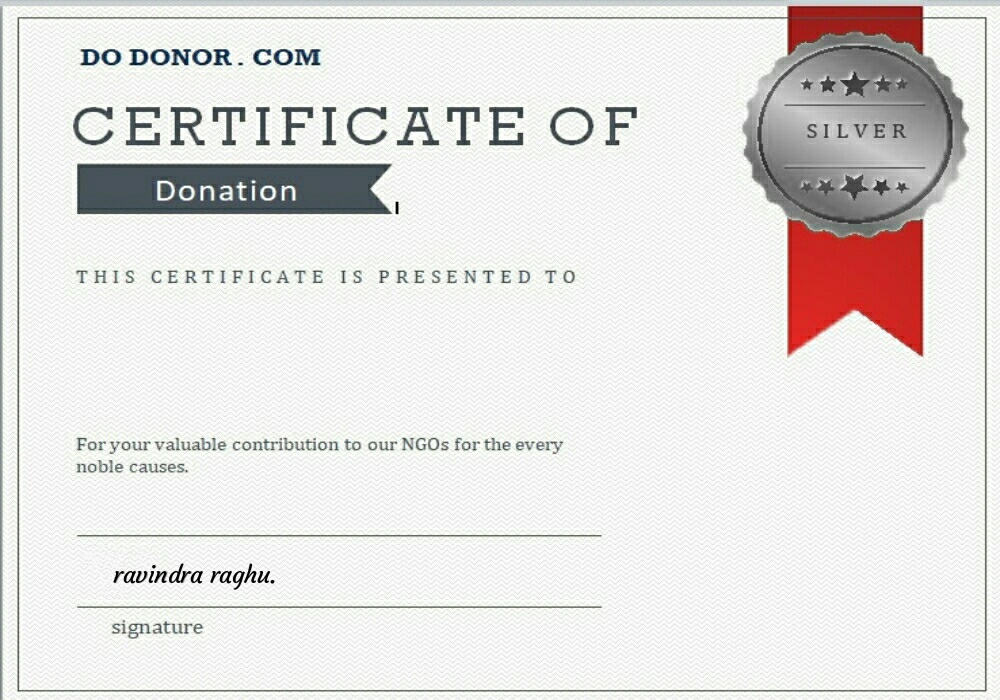 DO DONOR . COM
CERTIFICATE OF
Donation
SILVER
THIS CERTIFICATE IS PRESENTED TO
For your valuable contribution to our NGOs for the every
noble causes.
ravindra raghu.
signature